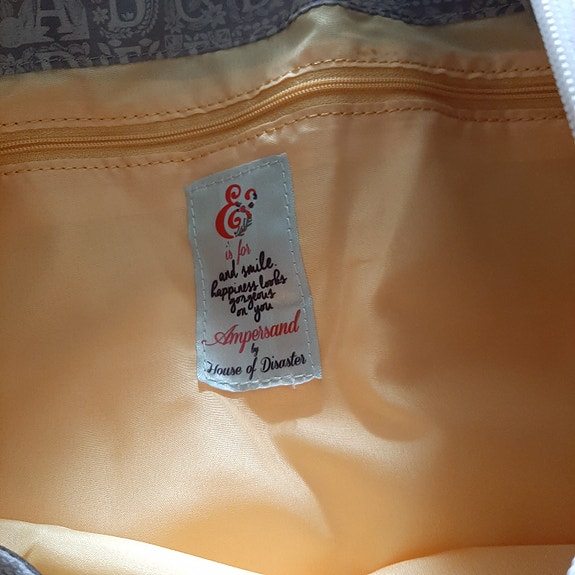 A D &
&
is for
and smile.
happiness looks
gorgeous
on you
Ampersand
by
House of Disaster